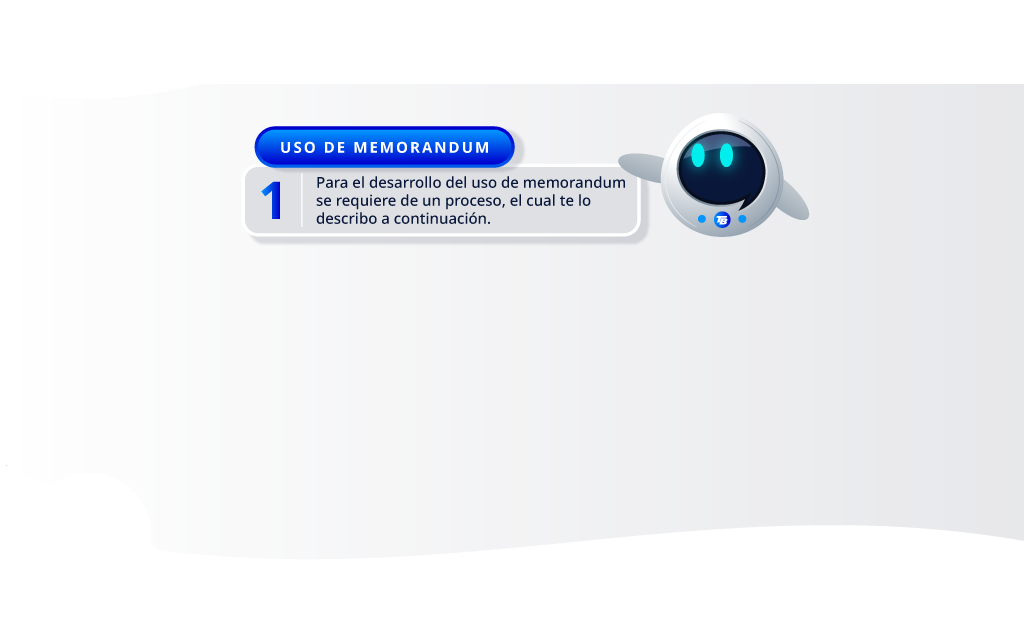 USO DE MEMORANDUM
1
Para el desarrollo del uso de memorandum
se requiere de un proceso, el cual te lo
describo a continuación.
TB